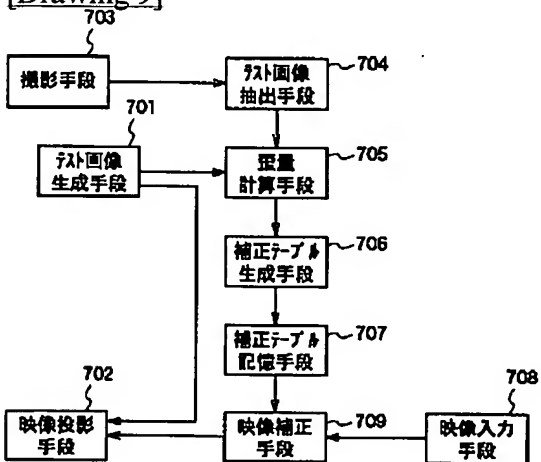 [Drawing 9]
703
撮影手段
704
テスト画像
抽出手段
701
テスト画像
生成手段
705
歪量
計算手段
706
補正テーブル
生成手段
707
補正テーブル
記憶手段
702
映像投影
手段
709
映像補正
手段
708
映像入力
手段